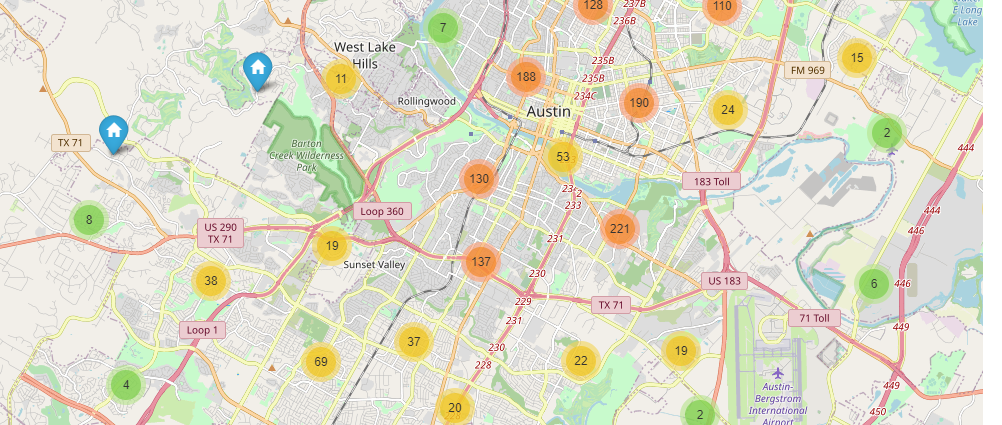 128
237B
110
236B
E Long
Lake
7
West Lake
Hills
11
235B
15
188
235B
FM 969
234C
Rollingwood
190
24
Austin
2
TX 71
Barton
Creek Wilderness
Park
444
53
130
183 Toll
232
233
Loop 360
444
8
US 290
TX 71
221
446
19
231
Sunset Valley
137
230
38
US 183
446
6
229
TX 71
71 Toll
231
449
Loop 1
37
230
69
228
22
19
449
4
Austin-
Bergstrom
International
Airport
20
2
450